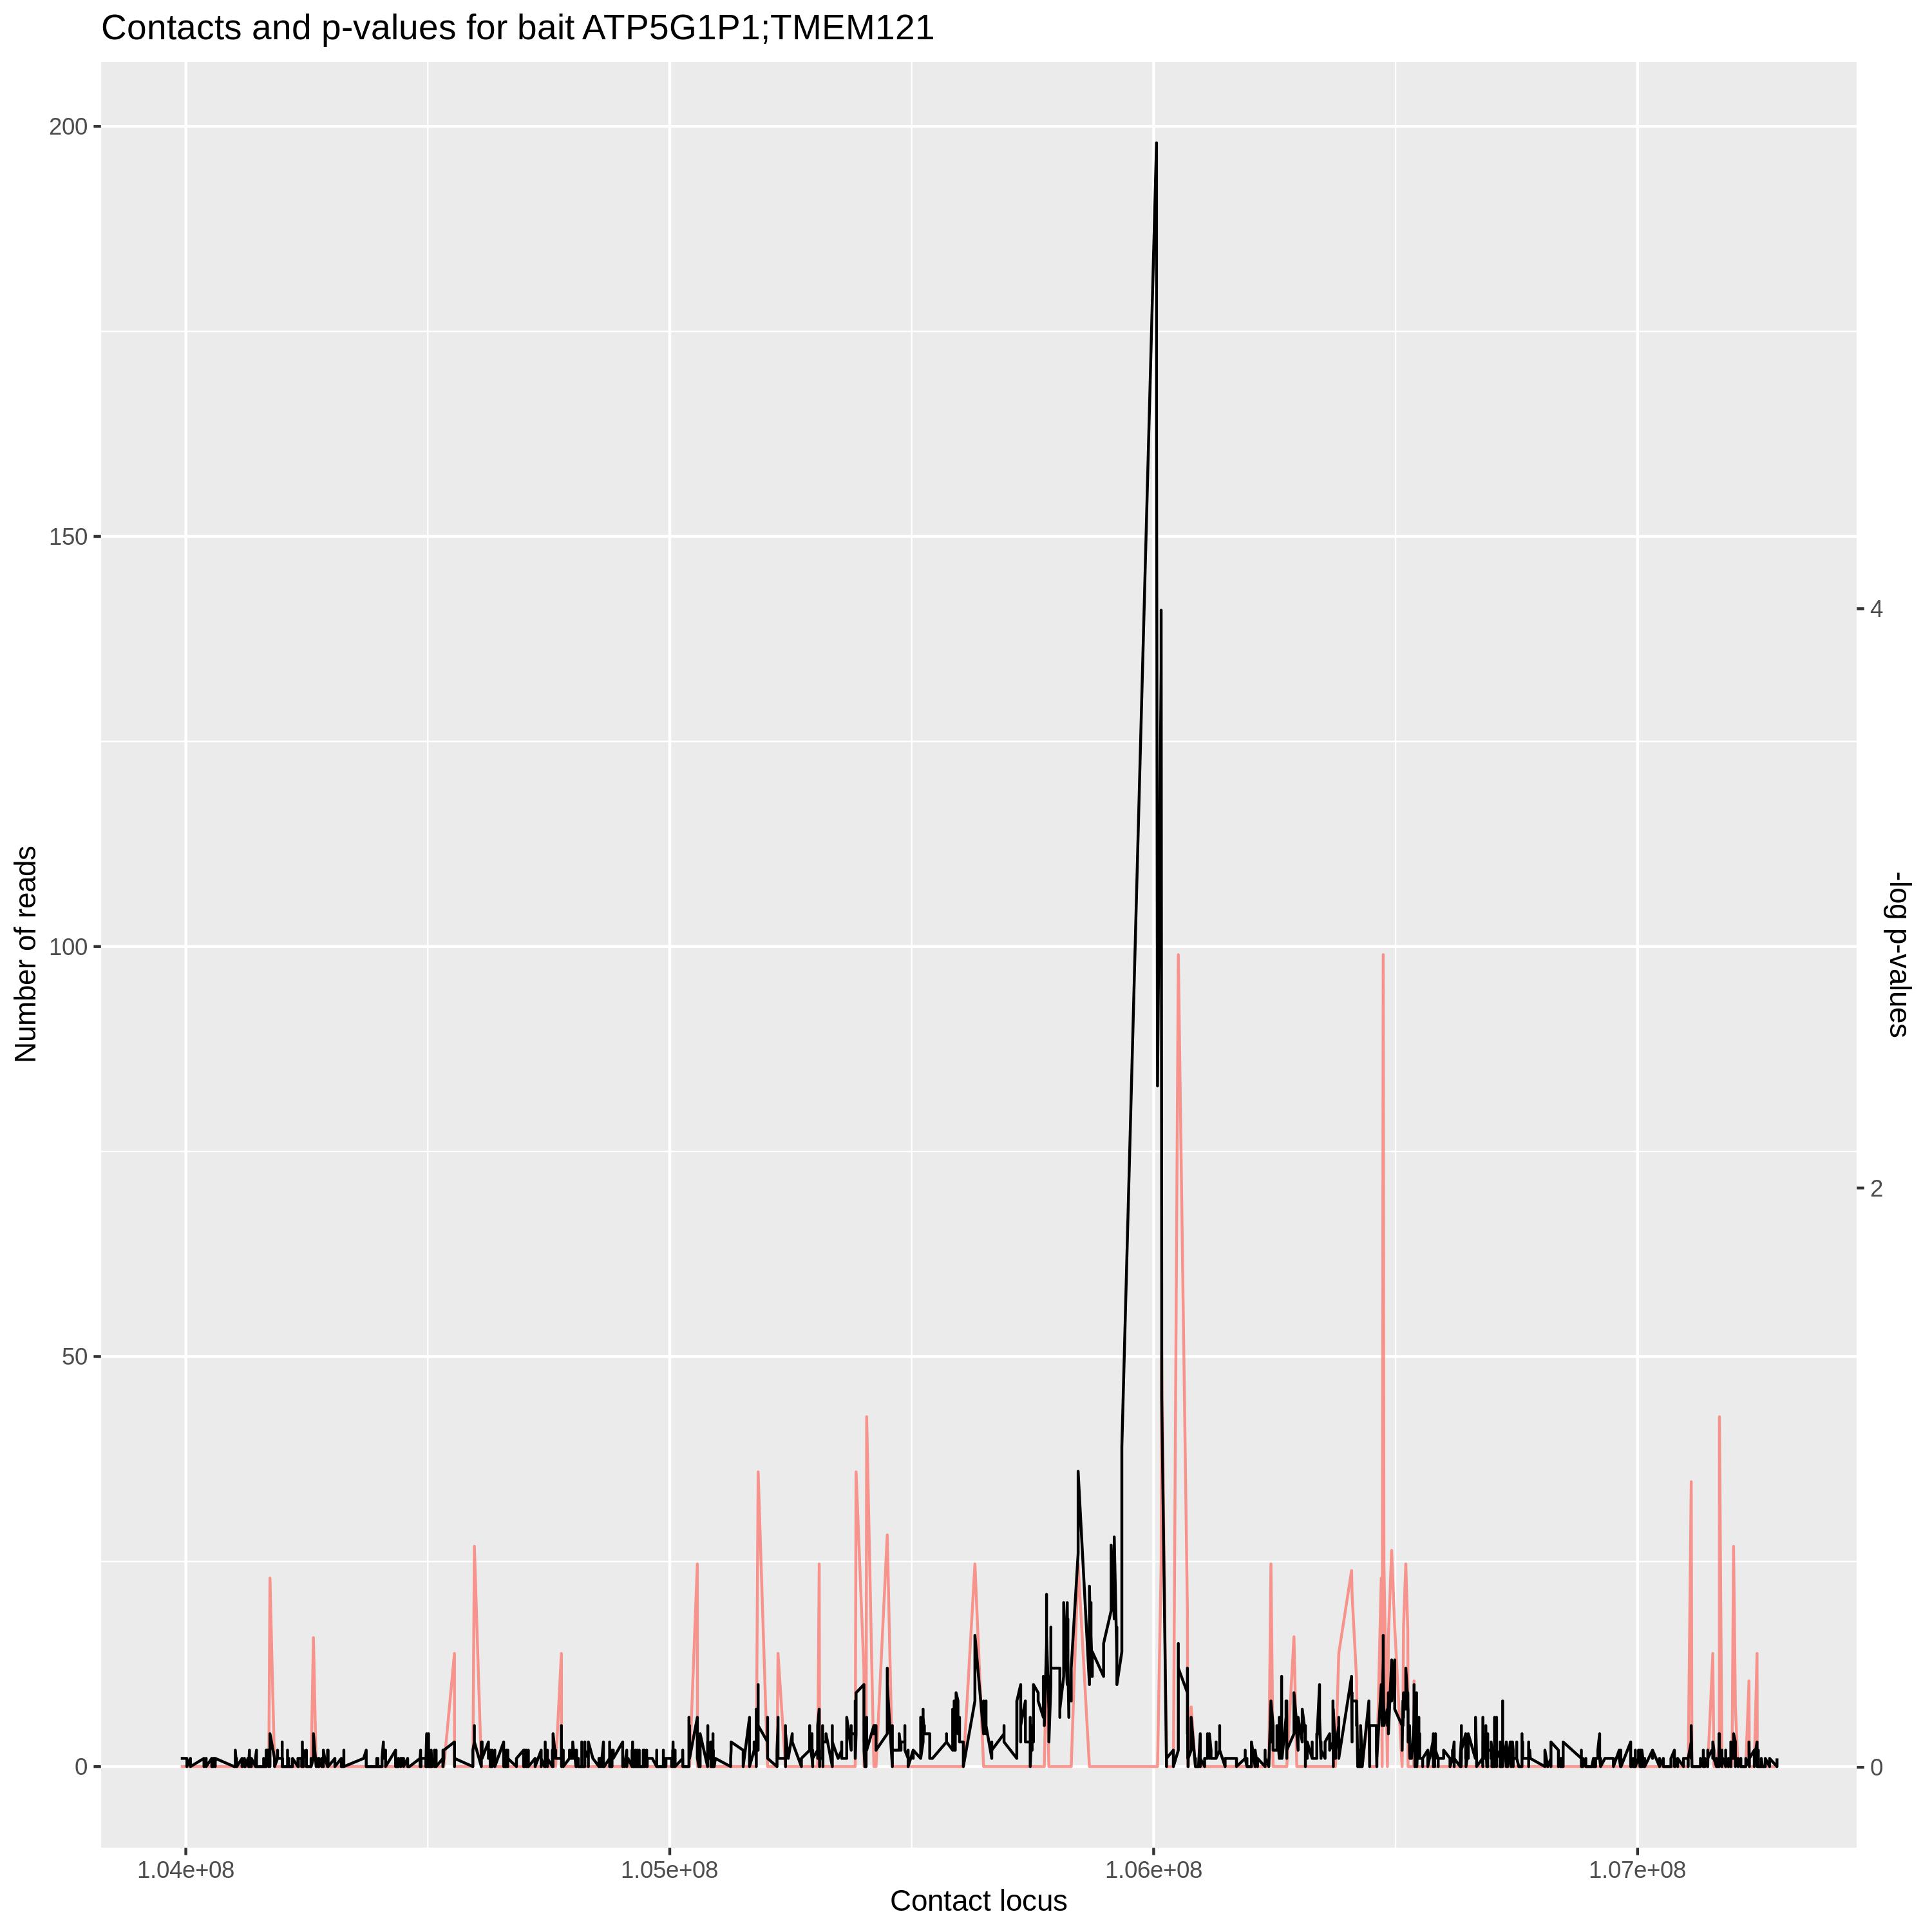 Contacts and p-values for bait ATP5G1P1;TMEM121
200
150
100
50
0
Number of reads
4
2
0
-log p-values
1.04e+08
1.05e+08
1.06e+08
1.07e+08
Contact locus